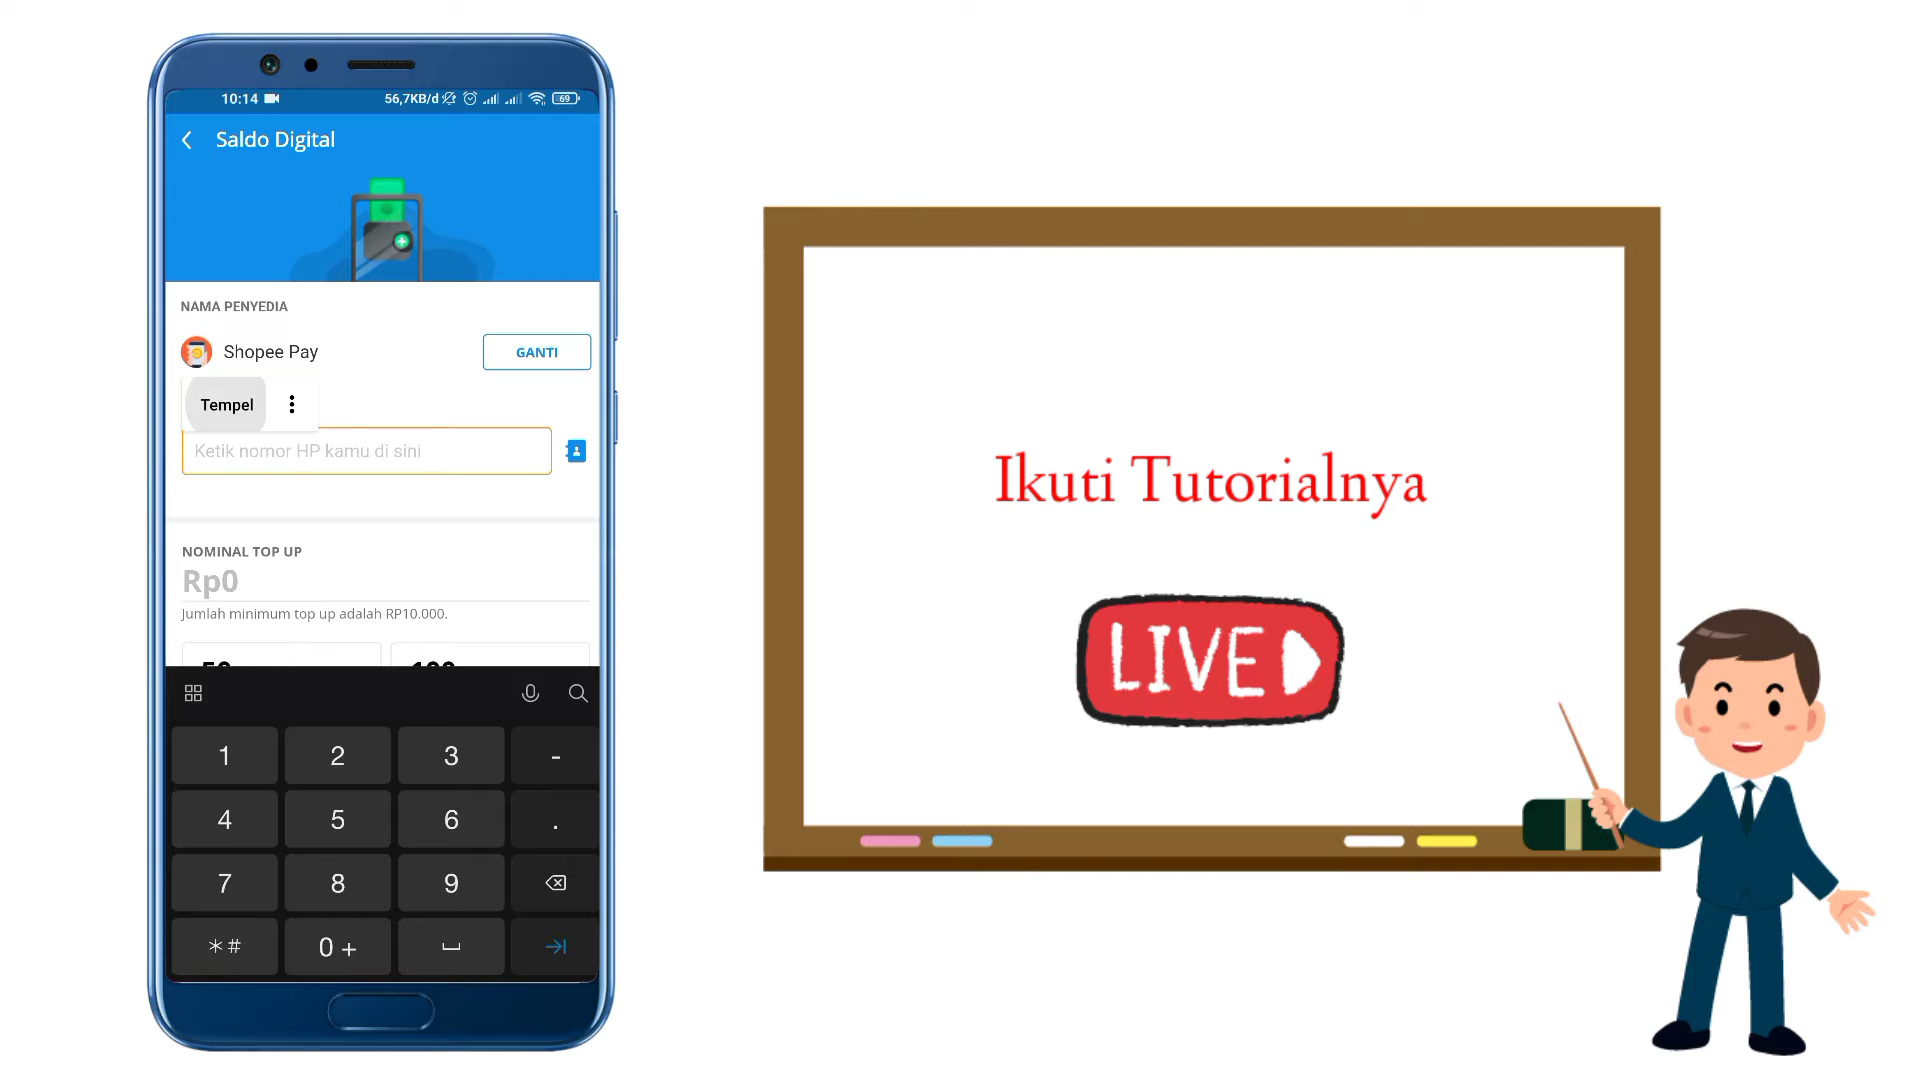 10:14
56,7KB/d
69
Saldo Digital
NAMA PENYEDIA
Shopee Pay
GANTI
Tempel
Ketik nomor HP kamu di sini
NOMINAL TOP UP
Rp0
Jumlah minimum top up adalah RP10.000.
1 2 3 -
4 5 6 .
7 8 9
*# 0 +
Ikuti Tutorialnya
LIVE